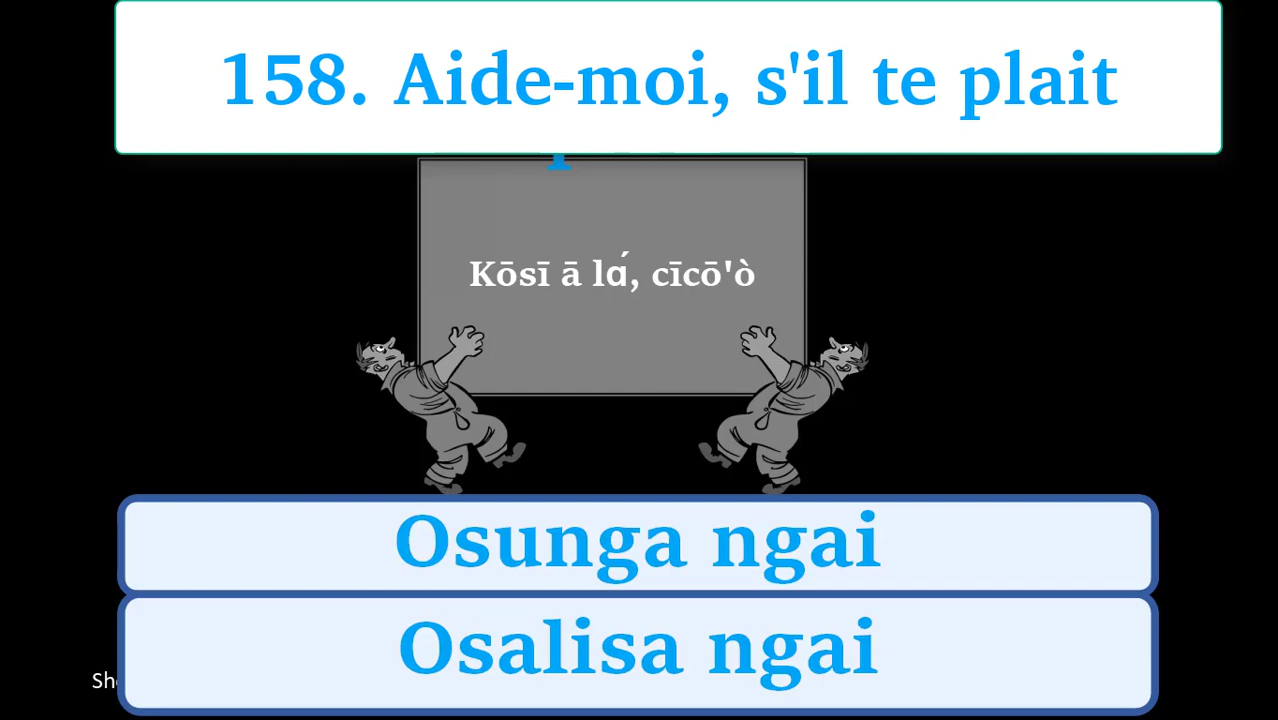 158. Aide-moi, s'il te plait
Kōsī ā lɑ́, cīcō'ò
Osunga ngai
Osalisa ngai